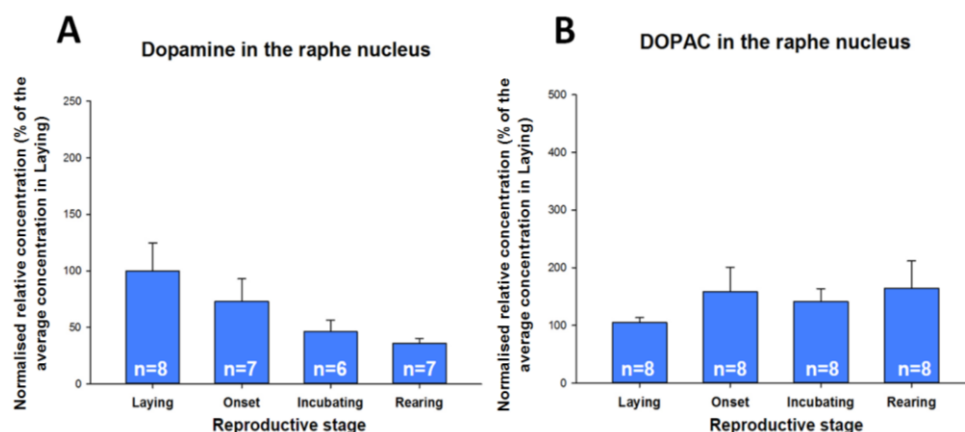 A
Dopamine in the raphe nucleus
Normalised relative concentration (% of the
average concentration in Laying)
250
200
150
100
50
0
n=8
n=7
n=6
n=7
Laying
Onset
Incubating
Rearing
Reproductive stage
B
DOPAC in the raphe nucleus
Normalised relative concentration (% of the
average concentration in Laying)
500
400
300
200
100
0
n=8
n=8
n=8
n=8
Laying
Onset
Incubating
Rearing
Reproductive stage